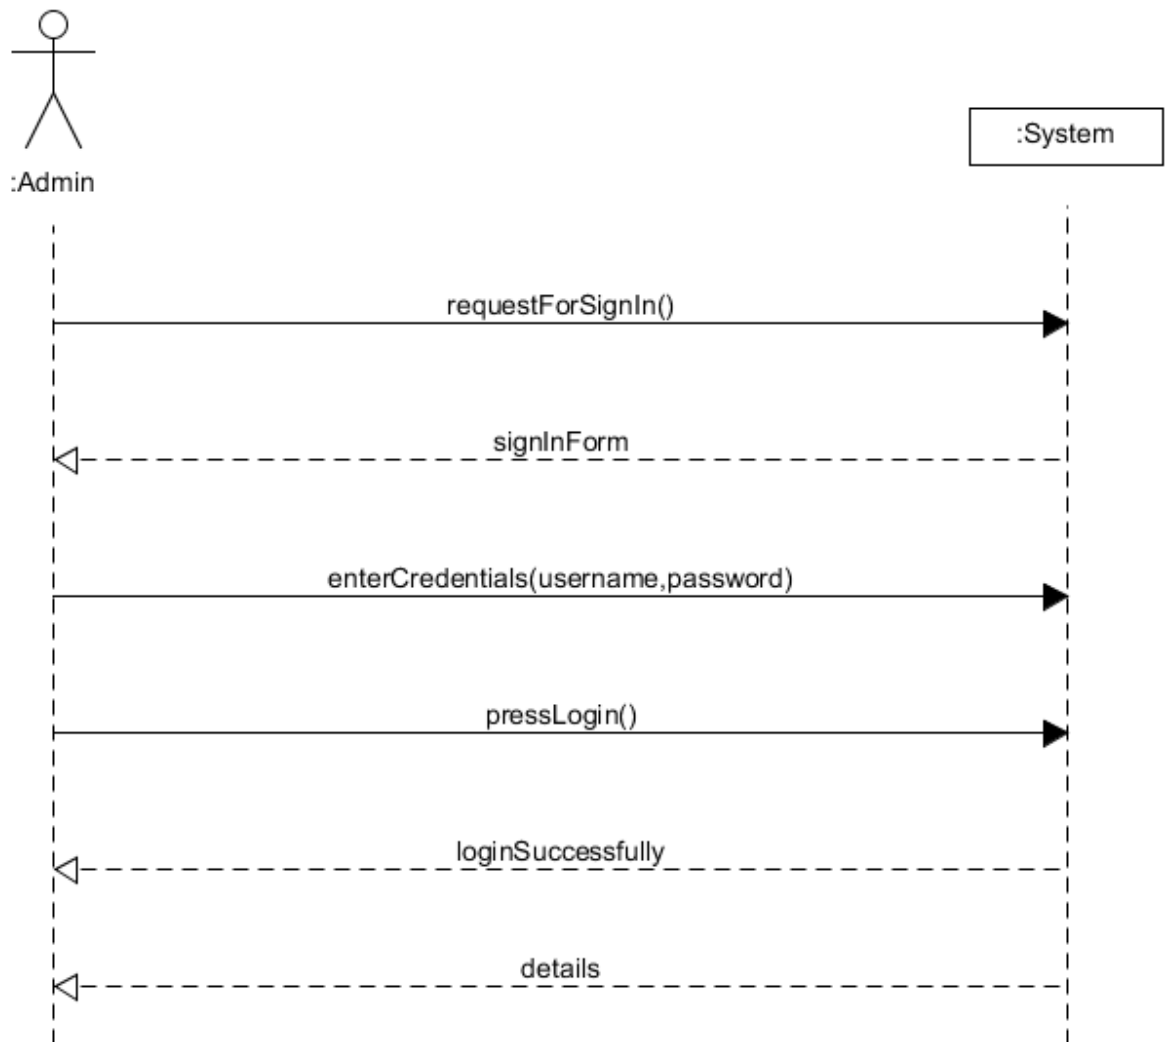 :Admin
:System
requestForSignIn()
signInForm
enterCredentials(username,password)
pressLogin()
loginSuccessfully
details